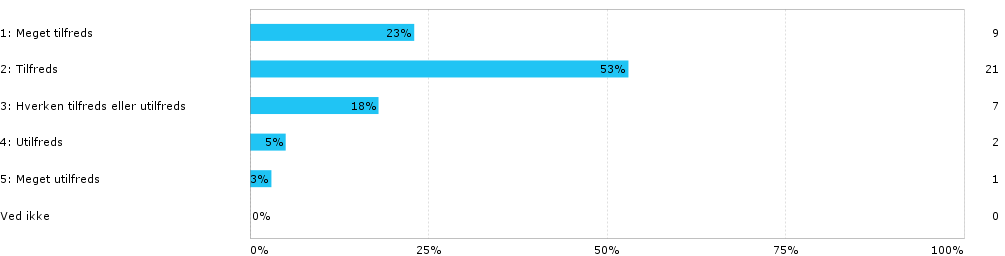 1: Meget tilfreds 23% 9
2: Tilfreds 53% 21
3: Hverken tilfreds eller utilfreds 18% 7
4: Utilfreds 5% 2
5: Meget utilfreds 3% 1
Ved ikke 0% 0
0% 25% 50% 75% 100%